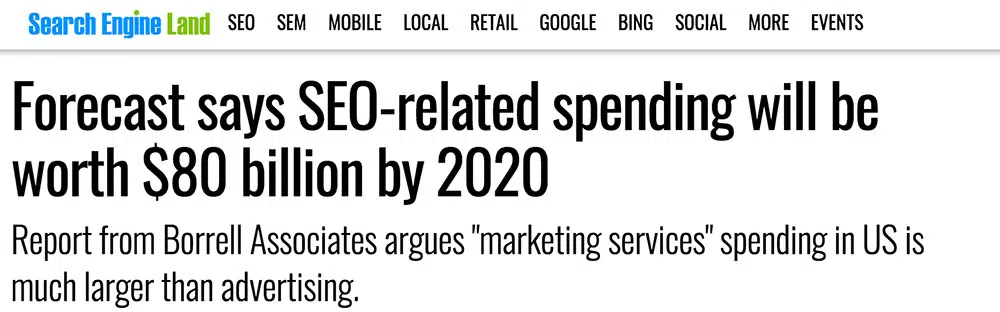 Search Engine Land SEO SEM MOBILE LOCAL RETAIL GOOGLE BING SOCIAL MORE EVENTS
Forecast says SEO-related spending will be
worth $80 billion by 2020
Report from Borrell Associates argues "marketing services" spending in US is
much larger than advertising.